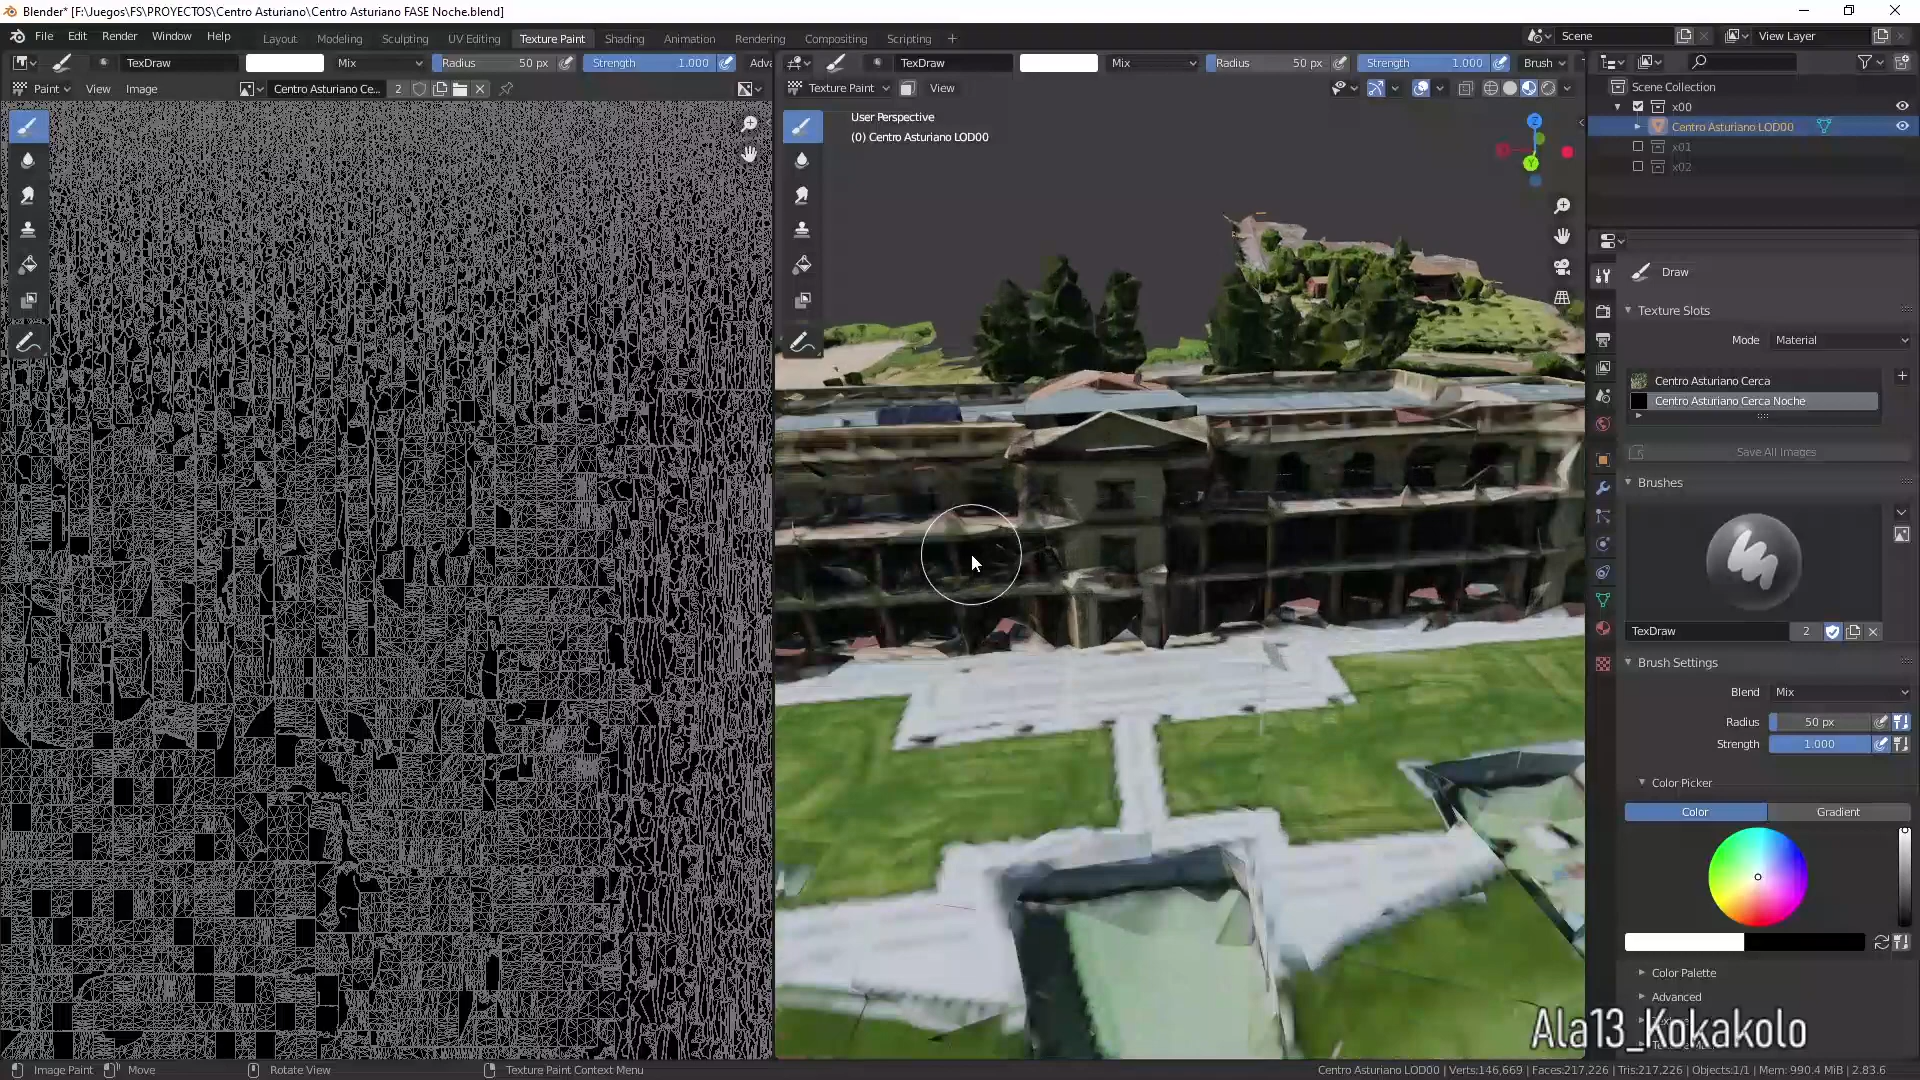 Blender* [F:\Juegos\FS\PROYECTOS\Centro Asturiano\Centro Asturiano FASE Noche.blend]
File Edit Render Window Help
Layout Modeling Sculpting UV Editing Texture Paint Shading Animation Rendering Compositing Scripting +
Scene
View Layer
TexDraw Mix Radius 50 px Strength 1.000 Adva
TexDraw Mix Radius 50 px Strength 1.000 Brush
Paint View Image Centro Asturiano Ce... 2
Texture Paint View
User Perspective
(0) Centro Asturiano LOD00
Z
Y
Scene Collection
x00
Centro Asturiano LOD00
x01
x02
Draw
Texture Slots
Mode Material
Centro Asturiano Cerca
Centro Asturiano Cerca Noche
Save All Images
Brushes
TexDraw 2
Brush Settings
Blend Mix
Radius 50 px
Strength 1.000
Color Picker
Color Gradient
Color Palette
Advanced
Ala13_Kokakolo
Image Paint Move Rotate View Texture Paint Context Menu
Centro Asturiano LOD00 | Verts:146,669 | Faces:217,226 | Tris:217,226 | Objects:1/1 | Mem: 990.4 MiB | 2.83.6